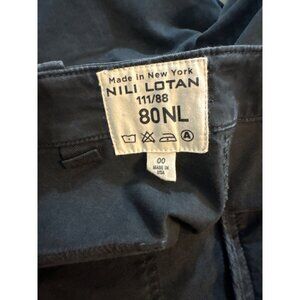 Made in New York
NILI LOTAN
111/88
80NL
A
00
MADE IN
USA